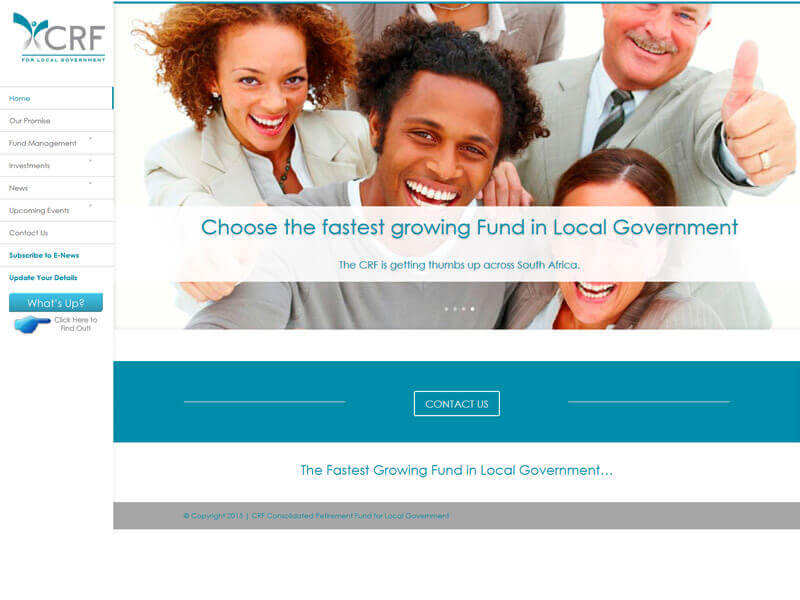 CRF
FOR LOCAL GOVERNMENT
Home
Our Promise
Fund Management
Investments
News
Upcoming Events
Contact Us
Subscribe to E-News
Update Your Details
What's Up?
Click Here to
Find Out!
Choose the fastest growing Fund in Local Government
The CRF is getting thumbs up across South Africa.
CONTACT US
The Fastest Growing Fund in Local Government...
© Copyright 2015 | CRF Consolidated Retirement Fund for Local Government